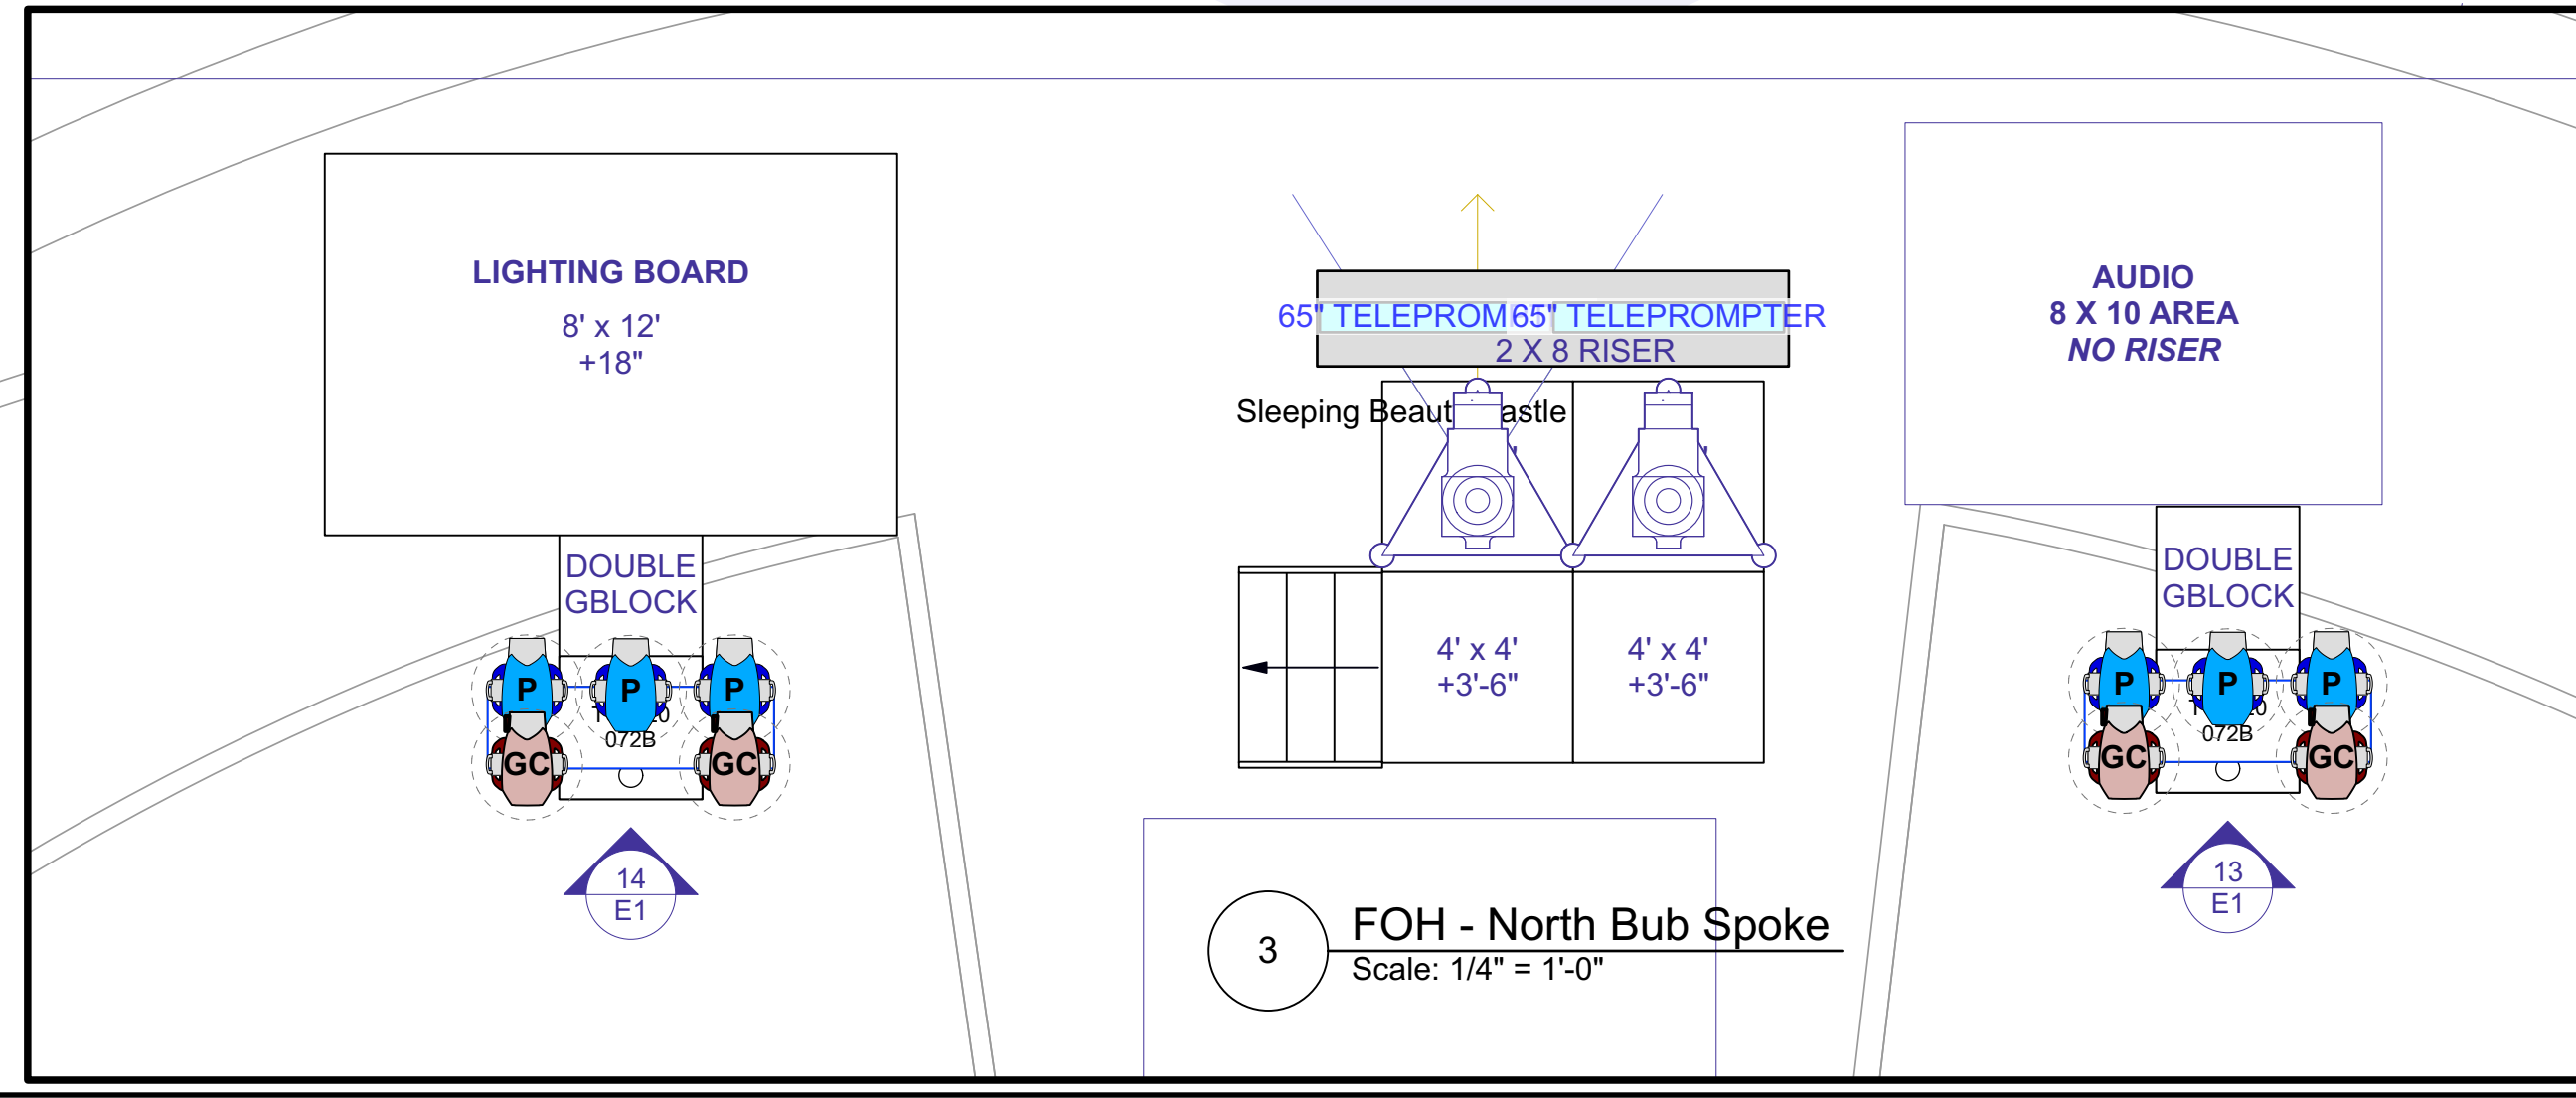 LIGHTING BOARD
8' x 12'
+18"
65" TELEPROM
65" TELEPROMPTER
2 X 8 RISER
Sleeping Beaut
astle
AUDIO
8 X 10 AREA
NO RISER
DOUBLE
GBLOCK
DOUBLE
GBLOCK
4' x 4'
+3'-6"
4' x 4'
+3'-6"
P
P
P
072B
GC
GC
P
P
P
072B
GC
GC
14
E1
13
E1
3
FOH - North Bub Spoke
Scale: 1/4" = 1'-0"